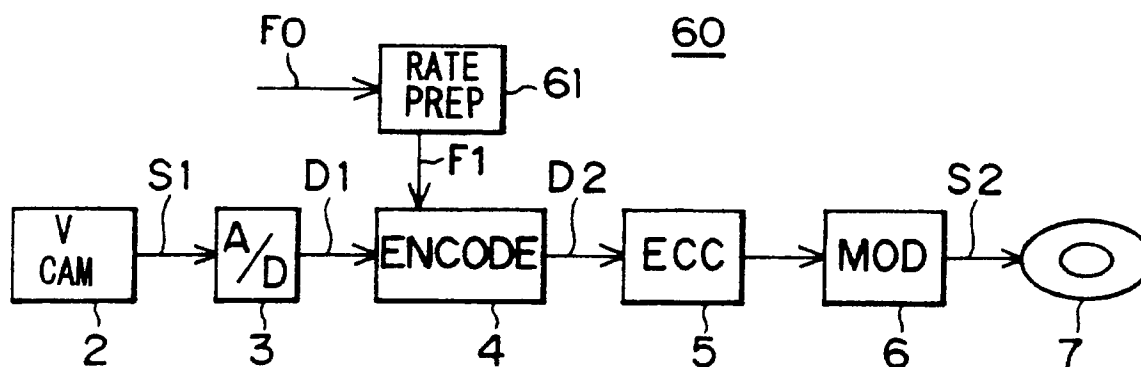 F0
60
RATE
PREP
61
F1
S1
D1
D2
S2
V
CAM
A/D
ENCODE
ECC
MOD
2
3
4
5
6
7